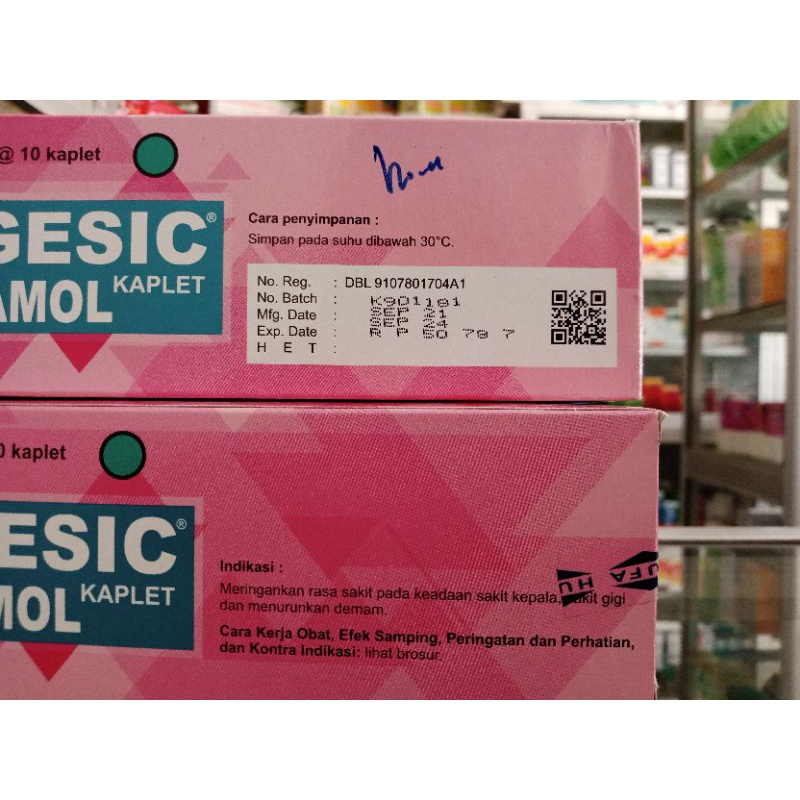 @ 10 kaplet
GESIC®
AMOL KAPLET
Cara penyimpanan :
Simpan pada suhu dibawah 30°C.
No. Reg. : DBL 9107801704A1
No. Batch : K901181
Mfg. Date : SEP 21
Exp. Date : SEP 24
H E T : R P 50 787
0 kaplet
ESIC®
MOL KAPLET
Indikasi :
Meringankan rasa sakit pada keadaan sakit kepala, sakit gigi
dan menurunkan demam.
Cara Kerja Obat, Efek Samping, Peringatan dan Perhatian,
dan Kontra Indikasi: lihat brosur.
HU UFA